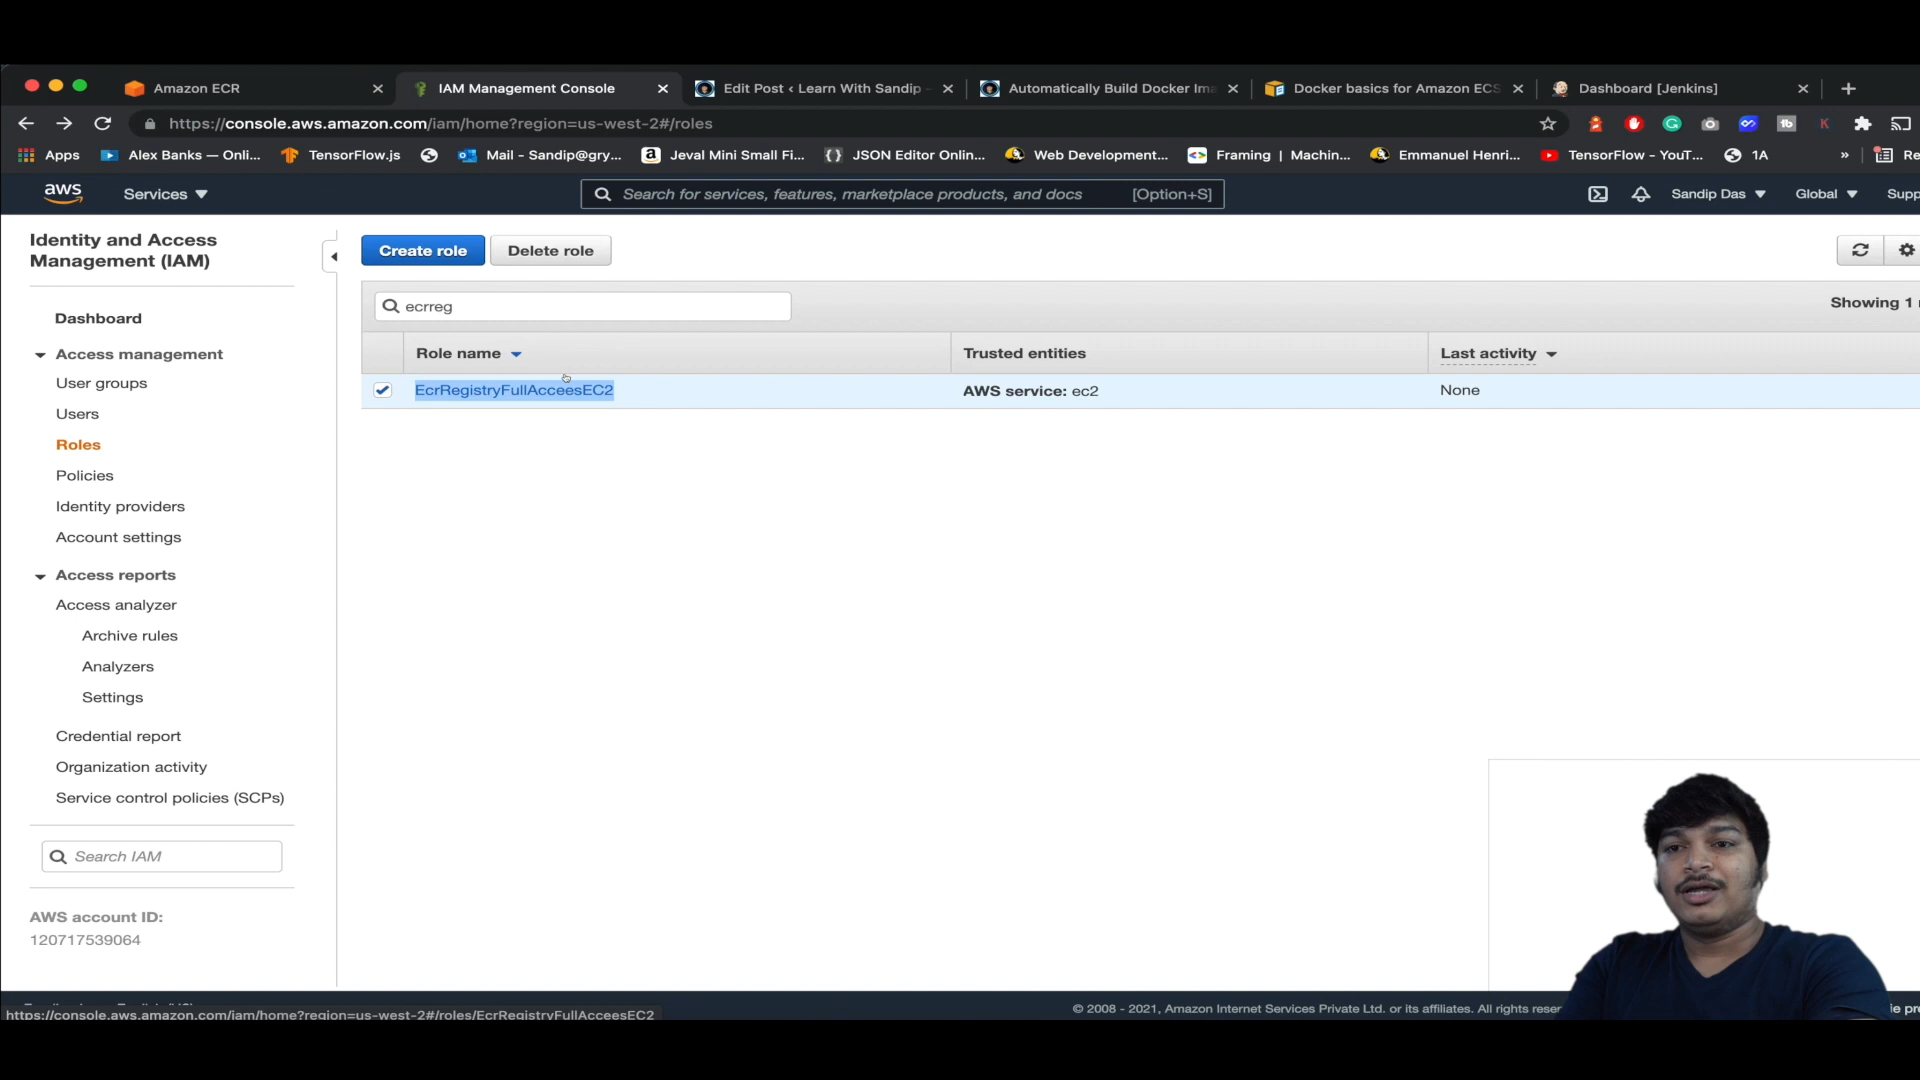 Amazon ECR
IAM Management Console
Edit Post ‹ Learn With Sandip -
Automatically Build Docker Ima
Docker basics for Amazon ECS
Dashboard [Jenkins]
https://console.aws.amazon.com/iam/home?region=us-west-2#/roles
Apps
Alex Banks — Onli...
TensorFlow.js
Mail - Sandip@gry...
Jeval Mini Small Fi...
JSON Editor Onlin...
Web Development...
Framing | Machin...
Emmanuel Henri...
TensorFlow - YouT...
1A
»
Re
aws
Services
Search for services, features, marketplace products, and docs
[Option+S]
Sandip Das
Global
Supp
Identity and Access
Management (IAM)
Dashboard
Access management
User groups
Users
Roles
Policies
Identity providers
Account settings
Access reports
Access analyzer
Archive rules
Analyzers
Settings
Credential report
Organization activity
Service control policies (SCPs)
Search IAM
AWS account ID:
120717539064
Create role
Delete role
ecrreg
Showing 1
Role name
Trusted entities
Last activity
EcrRegistryFullAcceesEC2
AWS service: ec2
None
https://console.aws.amazon.com/iam/home?region=us-west-2#/roles/EcrRegistryFullAcceesEC2
© 2008 - 2021, Amazon Internet Services Private Ltd. or its affiliates. All rights reser
ie pr